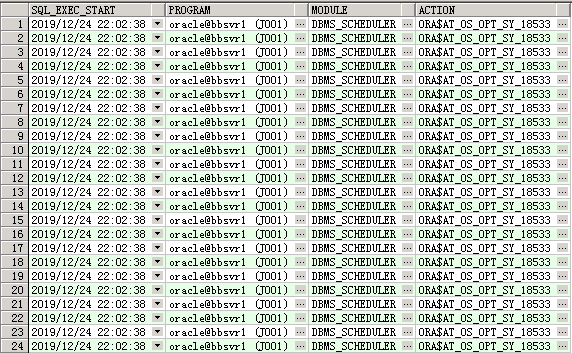 SQL_EXEC_START PROGRAM MODULE ACTION
1 2019/12/24 22:02:38 oracle@bbsvr1 (J001) ... DBMS_SCHEDULER ... ORA$AT_OS_OPT_SY_18533 ...
2 2019/12/24 22:02:38 oracle@bbsvr1 (J001) ... DBMS_SCHEDULER ... ORA$AT_OS_OPT_SY_18533 ...
3 2019/12/24 22:02:38 oracle@bbsvr1 (J001) ... DBMS_SCHEDULER ... ORA$AT_OS_OPT_SY_18533 ...
4 2019/12/24 22:02:38 oracle@bbsvr1 (J001) ... DBMS_SCHEDULER ... ORA$AT_OS_OPT_SY_18533 ...
5 2019/12/24 22:02:38 oracle@bbsvr1 (J001) ... DBMS_SCHEDULER ... ORA$AT_OS_OPT_SY_18533 ...
6 2019/12/24 22:02:38 oracle@bbsvr1 (J001) ... DBMS_SCHEDULER ... ORA$AT_OS_OPT_SY_18533 ...
7 2019/12/24 22:02:38 oracle@bbsvr1 (J001) ... DBMS_SCHEDULER ... ORA$AT_OS_OPT_SY_18533 ...
8 2019/12/24 22:02:38 oracle@bbsvr1 (J001) ... DBMS_SCHEDULER ... ORA$AT_OS_OPT_SY_18533 ...
9 2019/12/24 22:02:38 oracle@bbsvr1 (J001) ... DBMS_SCHEDULER ... ORA$AT_OS_OPT_SY_18533 ...
10 2019/12/24 22:02:38 oracle@bbsvr1 (J001) ... DBMS_SCHEDULER ... ORA$AT_OS_OPT_SY_18533 ...
11 2019/12/24 22:02:38 oracle@bbsvr1 (J001) ... DBMS_SCHEDULER ... ORA$AT_OS_OPT_SY_18533 ...
12 2019/12/24 22:02:38 oracle@bbsvr1 (J001) ... DBMS_SCHEDULER ... ORA$AT_OS_OPT_SY_18533 ...
13 2019/12/24 22:02:38 oracle@bbsvr1 (J001) ... DBMS_SCHEDULER ... ORA$AT_OS_OPT_SY_18533 ...
14 2019/12/24 22:02:38 oracle@bbsvr1 (J001) ... DBMS_SCHEDULER ... ORA$AT_OS_OPT_SY_18533 ...
15 2019/12/24 22:02:38 oracle@bbsvr1 (J001) ... DBMS_SCHEDULER ... ORA$AT_OS_OPT_SY_18533 ...
16 2019/12/24 22:02:38 oracle@bbsvr1 (J001) ... DBMS_SCHEDULER ... ORA$AT_OS_OPT_SY_18533 ...
17 2019/12/24 22:02:38 oracle@bbsvr1 (J001) ... DBMS_SCHEDULER ... ORA$AT_OS_OPT_SY_18533 ...
18 2019/12/24 22:02:38 oracle@bbsvr1 (J001) ... DBMS_SCHEDULER ... ORA$AT_OS_OPT_SY_18533 ...
19 2019/12/24 22:02:38 oracle@bbsvr1 (J001) ... DBMS_SCHEDULER ... ORA$AT_OS_OPT_SY_18533 ...
20 2019/12/24 22:02:38 oracle@bbsvr1 (J001) ... DBMS_SCHEDULER ... ORA$AT_OS_OPT_SY_18533 ...
21 2019/12/24 22:02:38 oracle@bbsvr1 (J001) ... DBMS_SCHEDULER ... ORA$AT_OS_OPT_SY_18533 ...
22 2019/12/24 22:02:38 oracle@bbsvr1 (J001) ... DBMS_SCHEDULER ... ORA$AT_OS_OPT_SY_18533 ...
23 2019/12/24 22:02:38 oracle@bbsvr1 (J001) ... DBMS_SCHEDULER ... ORA$AT_OS_OPT_SY_18533 ...
24 2019/12/24 22:02:38 oracle@bbsvr1 (J001) ... DBMS_SCHEDULER ... ORA$AT_OS_OPT_SY_18533 ...